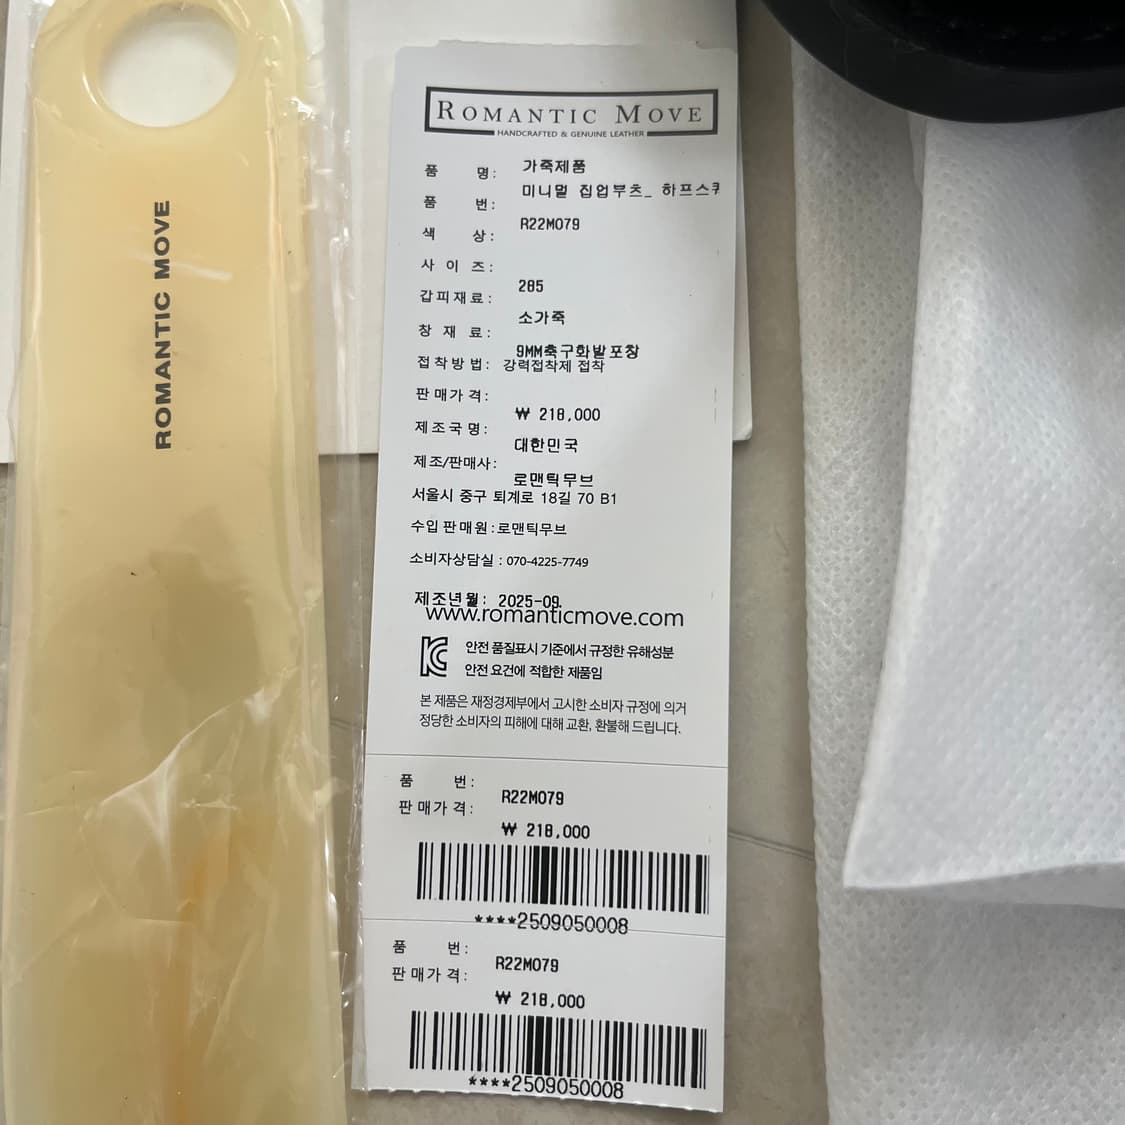 ROMANTIC MOVE
ROMANTIC MOVE
HANDCRAFTED & GENUINE LEATHER
품 명: 가죽제품
미니멀 집업부츠_ 하프스쿼
품 번:
R22M079
색 상:
사 이 즈:
285
갑피재료:
소가죽
창 재 료:
9MM축구화발포창
접착방법: 강력접착제 접착
판매가격:
₩ 218,000
제조국명:
대한민국
제조/판매사:
로맨틱무브
서울시 중구 퇴계로 18길 70 B1
수입판매원:로맨틱무브
소비자상담실 : 070-4225-7749
제조년월: 2025-09
www.romanticmove.com
안전 품질표시 기준에서 규정한 유해성분
안전 요건에 적합한 제품임
본 제품은 재정경제부에서 고시한 소비자 규정에 의거
정당한 소비자의 피해에 대해 교환, 환불해 드립니다.
품 번:
R22M079
판매가격:
₩ 218,000
****2509050008
품 번:
R22M079
판매가격:
₩ 218,000
****2509050008